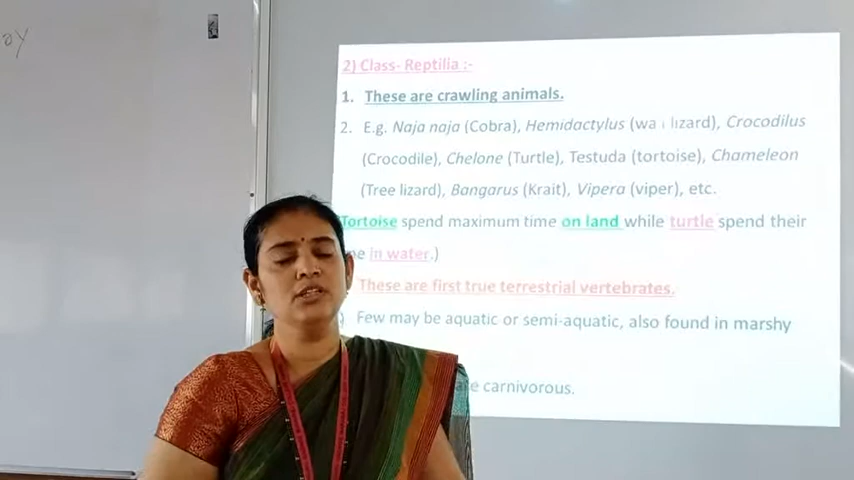 oy
2) Class- Reptilia :-
1. These are crawling animals.
2. E.g. Naja naja (Cobra), Hemidactylus (wa l lizard), Crocodilus
(Crocodile), Chelone (Turtle), Testuda (tortoise), Chameleon
(Tree lizard), Bangarus (Krait), Vipera (viper), etc.
Tortoise spend maximum time on land while turtle spend their
in water.)
These are first true terrestrial vertebrates.
) Few may be aquatic or semi-aquatic, also found in marshy
carnivorous.